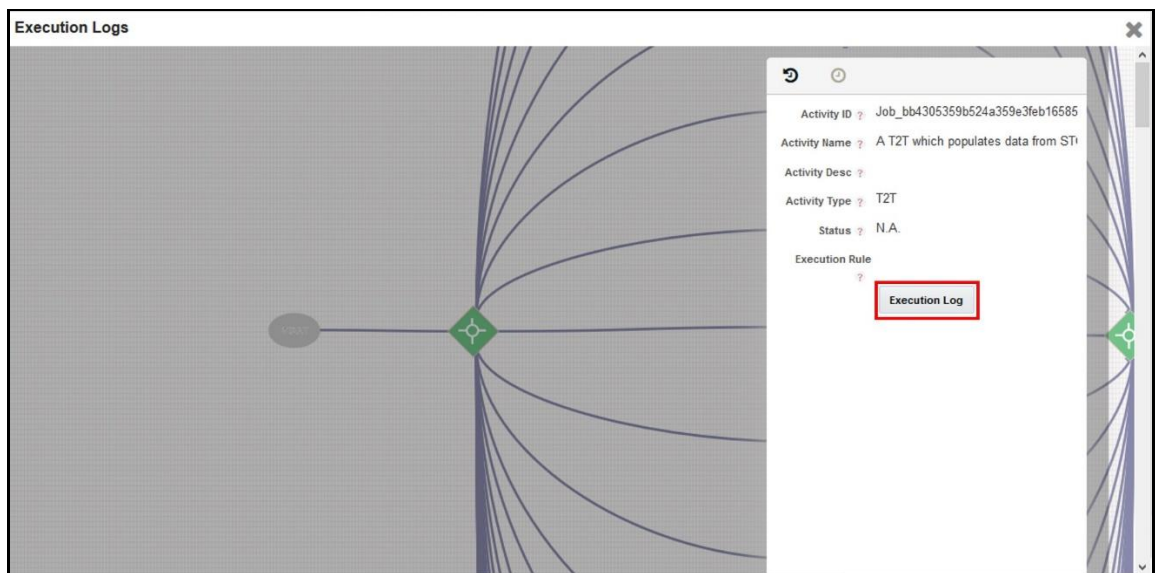 Execution Logs
Activity ID ? Job_bb4305359b524a359e3feb16585
Activity Name ? A T2T which populates data from ST
Activity Desc ?
Activity Type ? T2T
Status ? N.A.
Execution Rule
?
Execution Log